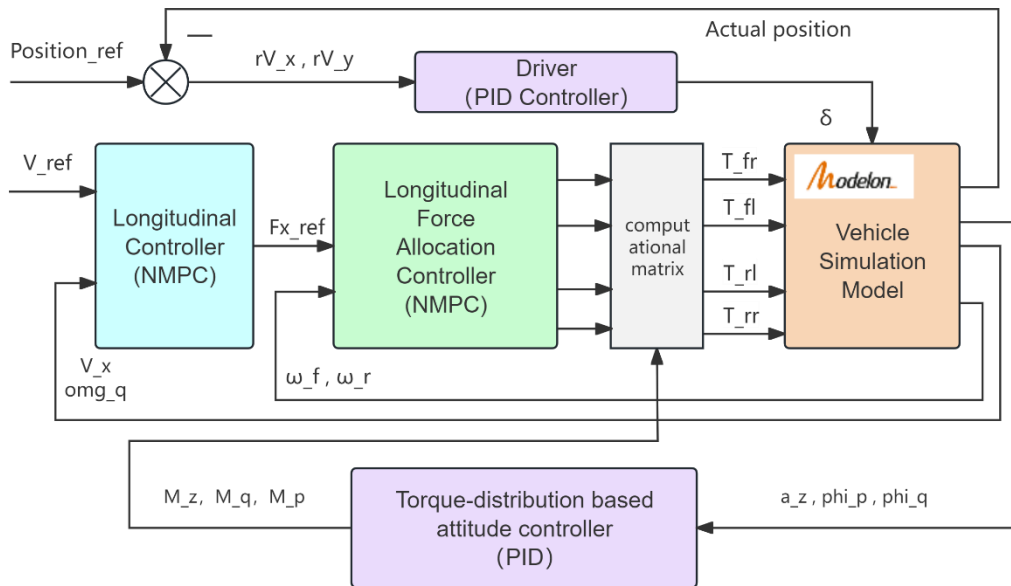 Actual position
Position_ref
—
rV_x , rV_y
Driver
(PID Controller)
δ
V_ref
Longitudinal
Controller
(NMPC)
Fx_ref
Longitudinal
Force
Allocation
Controller
(NMPC)
comput
ational
matrix
T_fr
T_fl
T_rl
T_rr
Modelon
Vehicle
Simulation
Model
V_x
omg_q
ω_f , ω_r
M_z, M_q, M_p
Torque-distribution based
attitude controller
(PID)
a_z , phi_p , phi_q